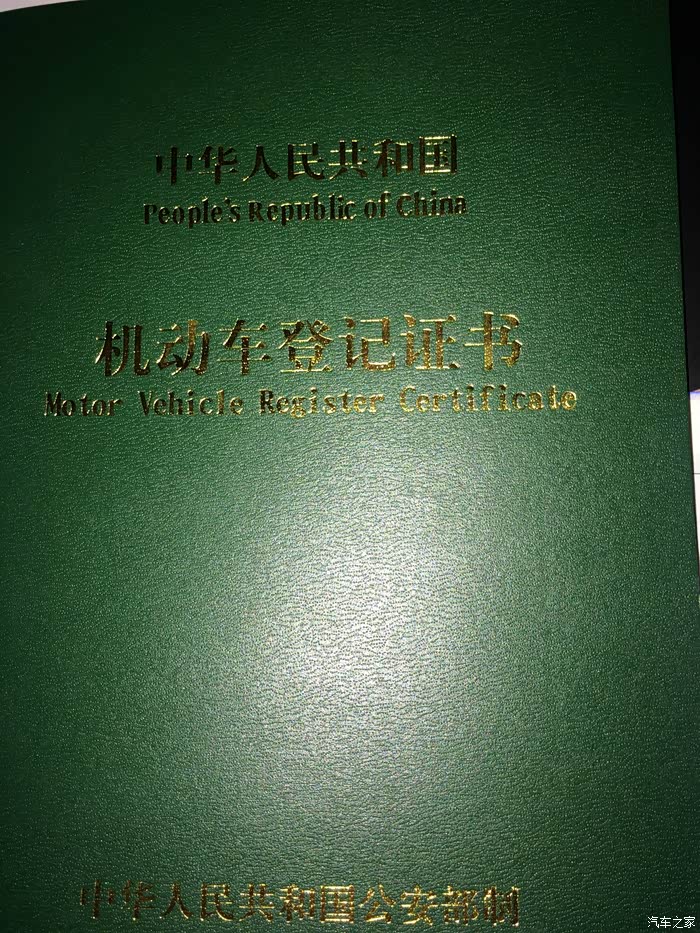 中华人民共和国
People's Republic of China
机动车登记证书
Motor Vehicle Register Certificate
中华人民共和国公安部制
汽车之家